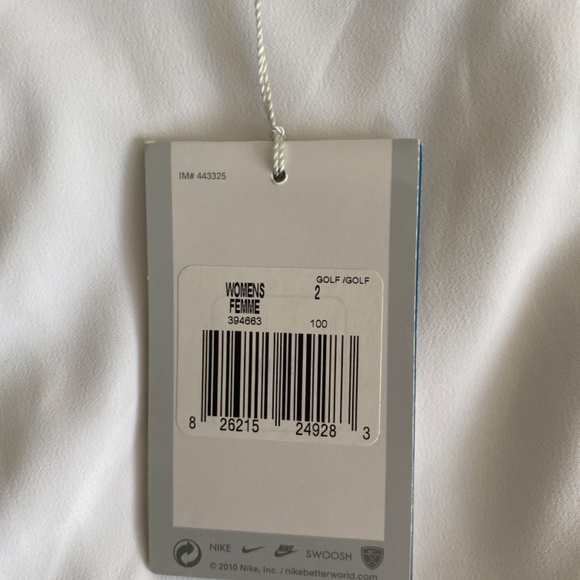 IM# 443325
GOLF /GOLF
WOMENS 2
FEMME
394663 100
8 26215 24928 3
NIKE NIKE SWOOSH
© 2010 Nike, Inc. / nikebetterworld.com